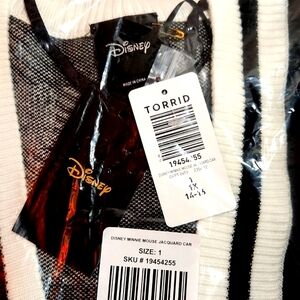 Disney
MADE IN CHINA
TORRID
19454255
1
1X
14-16
Disney
DISNEY MINNIE MOUSE JACQUARD CAR
SIZE: 1
SKU # 19454255